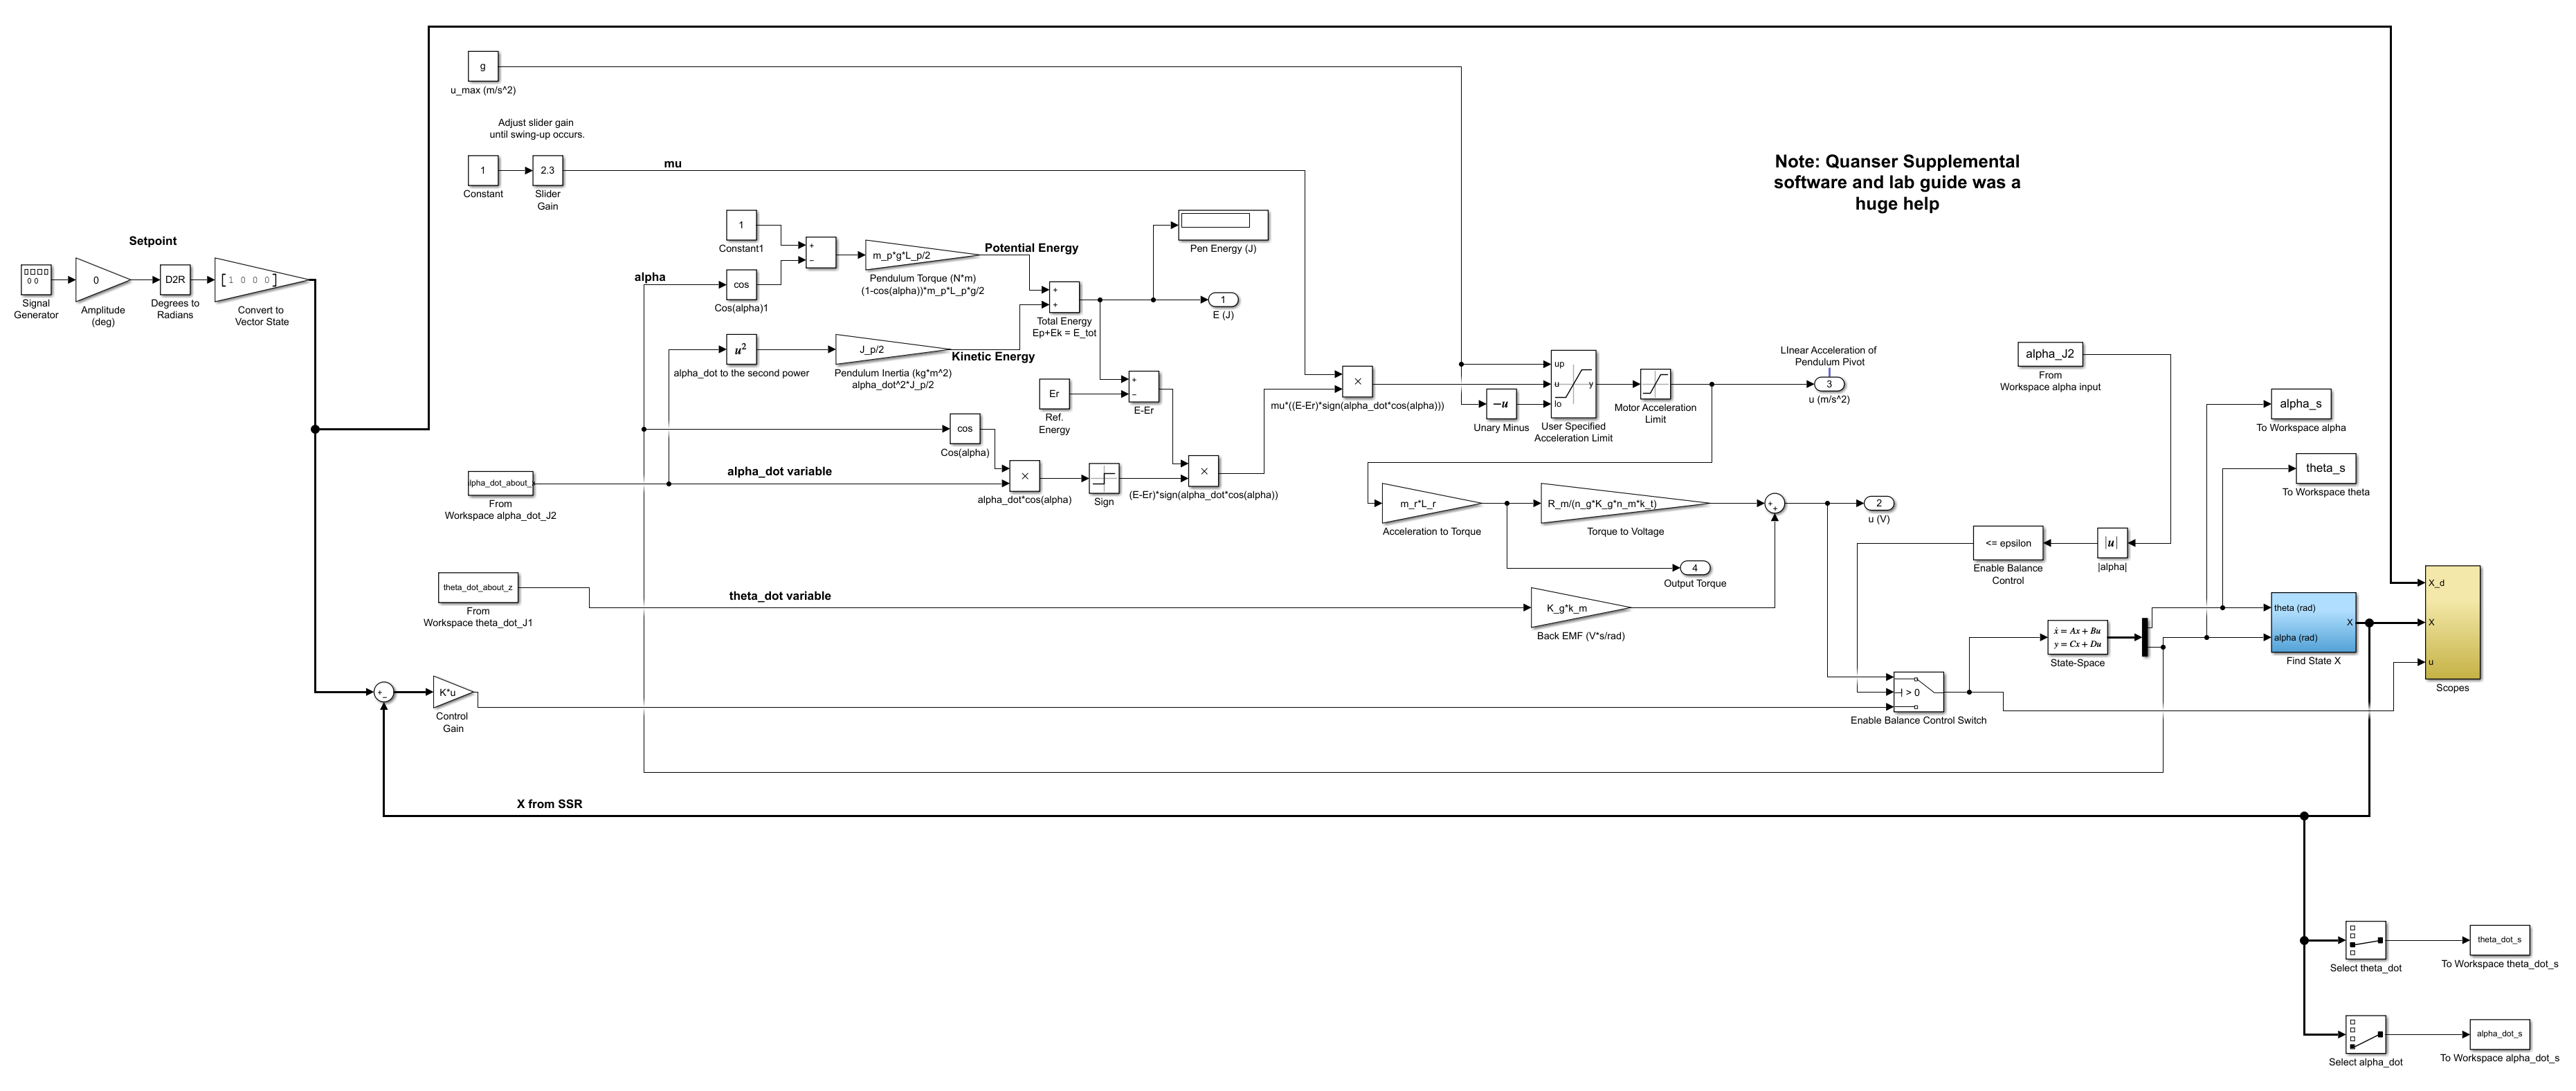 g
u_max (m/s^2)
Adjust slider gain
until swing-up occurs.
1
Constant
2.3
Slider
Gain
mu
Note: Quanser Supplemental
software and lab guide was a
huge help
Setpoint
Signal
Generator
0
Amplitude
(deg)
D2R
Degrees to
Radians
[1 0 0 0]
Convert to
Vector State
1
Constant1
+
−
m_p*g*L_p/2
Pendulum Torque (N*m)
(1-cos(alpha))*m_p*L_p*g/2
Potential Energy
Pen Energy (J)
alpha
cos
Cos(alpha)1
+
+
Total Energy
Ep+Ek = E_tot
1
E (J)
u²
alpha_dot to the second power
J_p/2
Pendulum Inertia (kg*m^2)
alpha_dot^2*J_p/2
Kinetic Energy
Er
Ref.
Energy
+
−
E-Er
×
mu*((E-Er)*sign(alpha_dot*cos(alpha)))
−u
Unary Minus
up
u
lo
y
User Specified
Acceleration Limit
Motor Acceleration
Limit
LInear Acceleration of
Pendulum Pivot
3
u (m/s^2)
alpha_J2
From
Workspace alpha input
alpha_s
To Workspace alpha
theta_s
To Workspace theta
cos
Cos(alpha)
lpha_dot_about_
From
Workspace alpha_dot_J2
alpha_dot variable
×
alpha_dot*cos(alpha)
Sign
×
(E-Er)*sign(alpha_dot*cos(alpha))
m_r*L_r
Acceleration to Torque
R_m/(n_g*K_g*n_m*k_t)
Torque to Voltage
+
+
2
u (V)
4
Output Torque
<= epsilon
Enable Balance
Control
|u|
|alpha|
theta_dot_about_z
From
Workspace theta_dot_J1
theta_dot variable
K_g*k_m
Back EMF (V*s/rad)
ẋ = Ax + Bu
y = Cx + Du
State-Space
theta (rad)
alpha (rad)
X
Find State X
X_d
X
u
Scopes
+
−
K*u
Control
Gain
> 0
Enable Balance Control Switch
X from SSR
Select theta_dot
theta_dot_s
To Workspace theta_dot_s
Select alpha_dot
alpha_dot_s
To Workspace alpha_dot_s